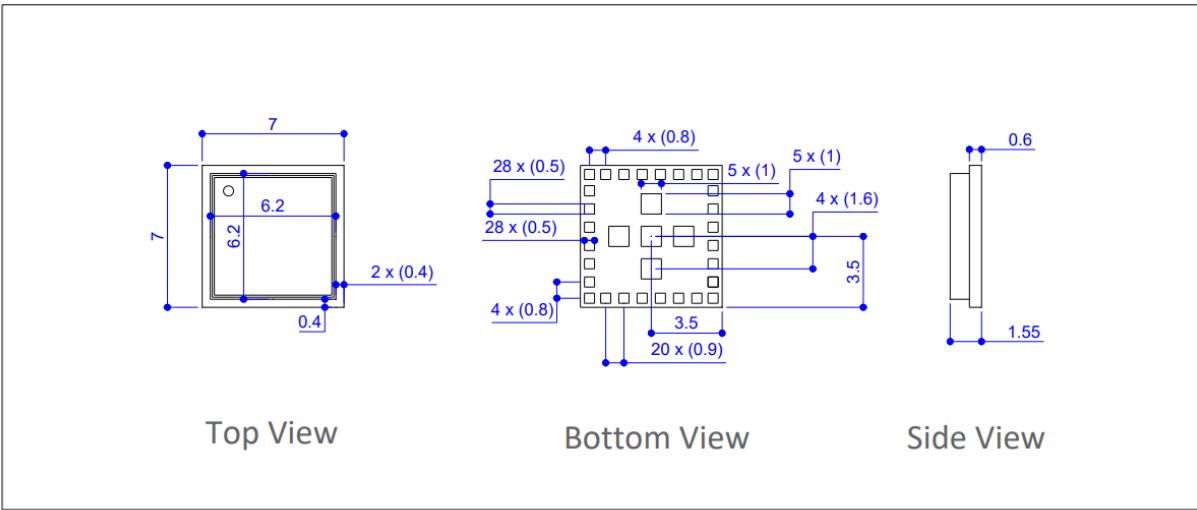 7
7
6.2
6.2
2 x (0.4)
0.4
4 x (0.8)
28 x (0.5)
5 x (1)
5 x (1)
4 x (1.6)
28 x (0.5)
3.5
4 x (0.8)
3.5
20 x (0.9)
0.6
1.55
Top View
Bottom View
Side View